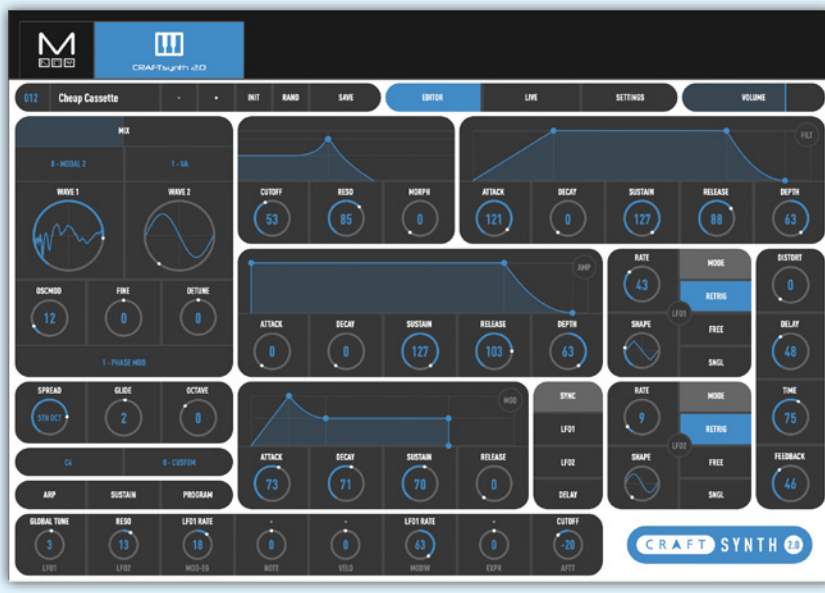 CRAFTsynth 2.0
012 Cheap Cassette - • INIT RAND SAVE EDITOR LIVE SETTINGS VOLUME
MIX
8 - MODAL 2 1 - VA
WAVE 1 WAVE 2
OSCMOD FINE DETUNE
12 0 0
1 - PHASE MOD
CUTOFF RESO MORPH
53 85 0
FILT
ATTACK DECAY SUSTAIN RELEASE DEPTH
121 0 127 88 63
AMP
ATTACK DECAY SUSTAIN RELEASE DEPTH
0 0 127 103 63
RATE MODE
43 RETRIG
LFO1
SHAPE FREE
SNGL
DISTORT
0
DELAY
48
TIME
75
FEEDBACK
46
SPREAD GLIDE OCTAVE
5TH OCT 2 0
C4 8 - CUSTOM
ARP SUSTAIN PROGRAM
MOD
ATTACK DECAY SUSTAIN RELEASE
73 71 70 0
SYNC
LFO1
LFO2
DELAY
RATE MODE
9 RETRIG
LFO2
SHAPE FREE
SNGL
GLOBAL TUNE RESO LFO1 RATE - - LFO1 RATE - CUTOFF
3 13 18 0 0 63 0 -20
LFO1 LFO2 MOD-EG NOTE VELO MODW EXPR AFTT
CRAFT SYNTH 2.0